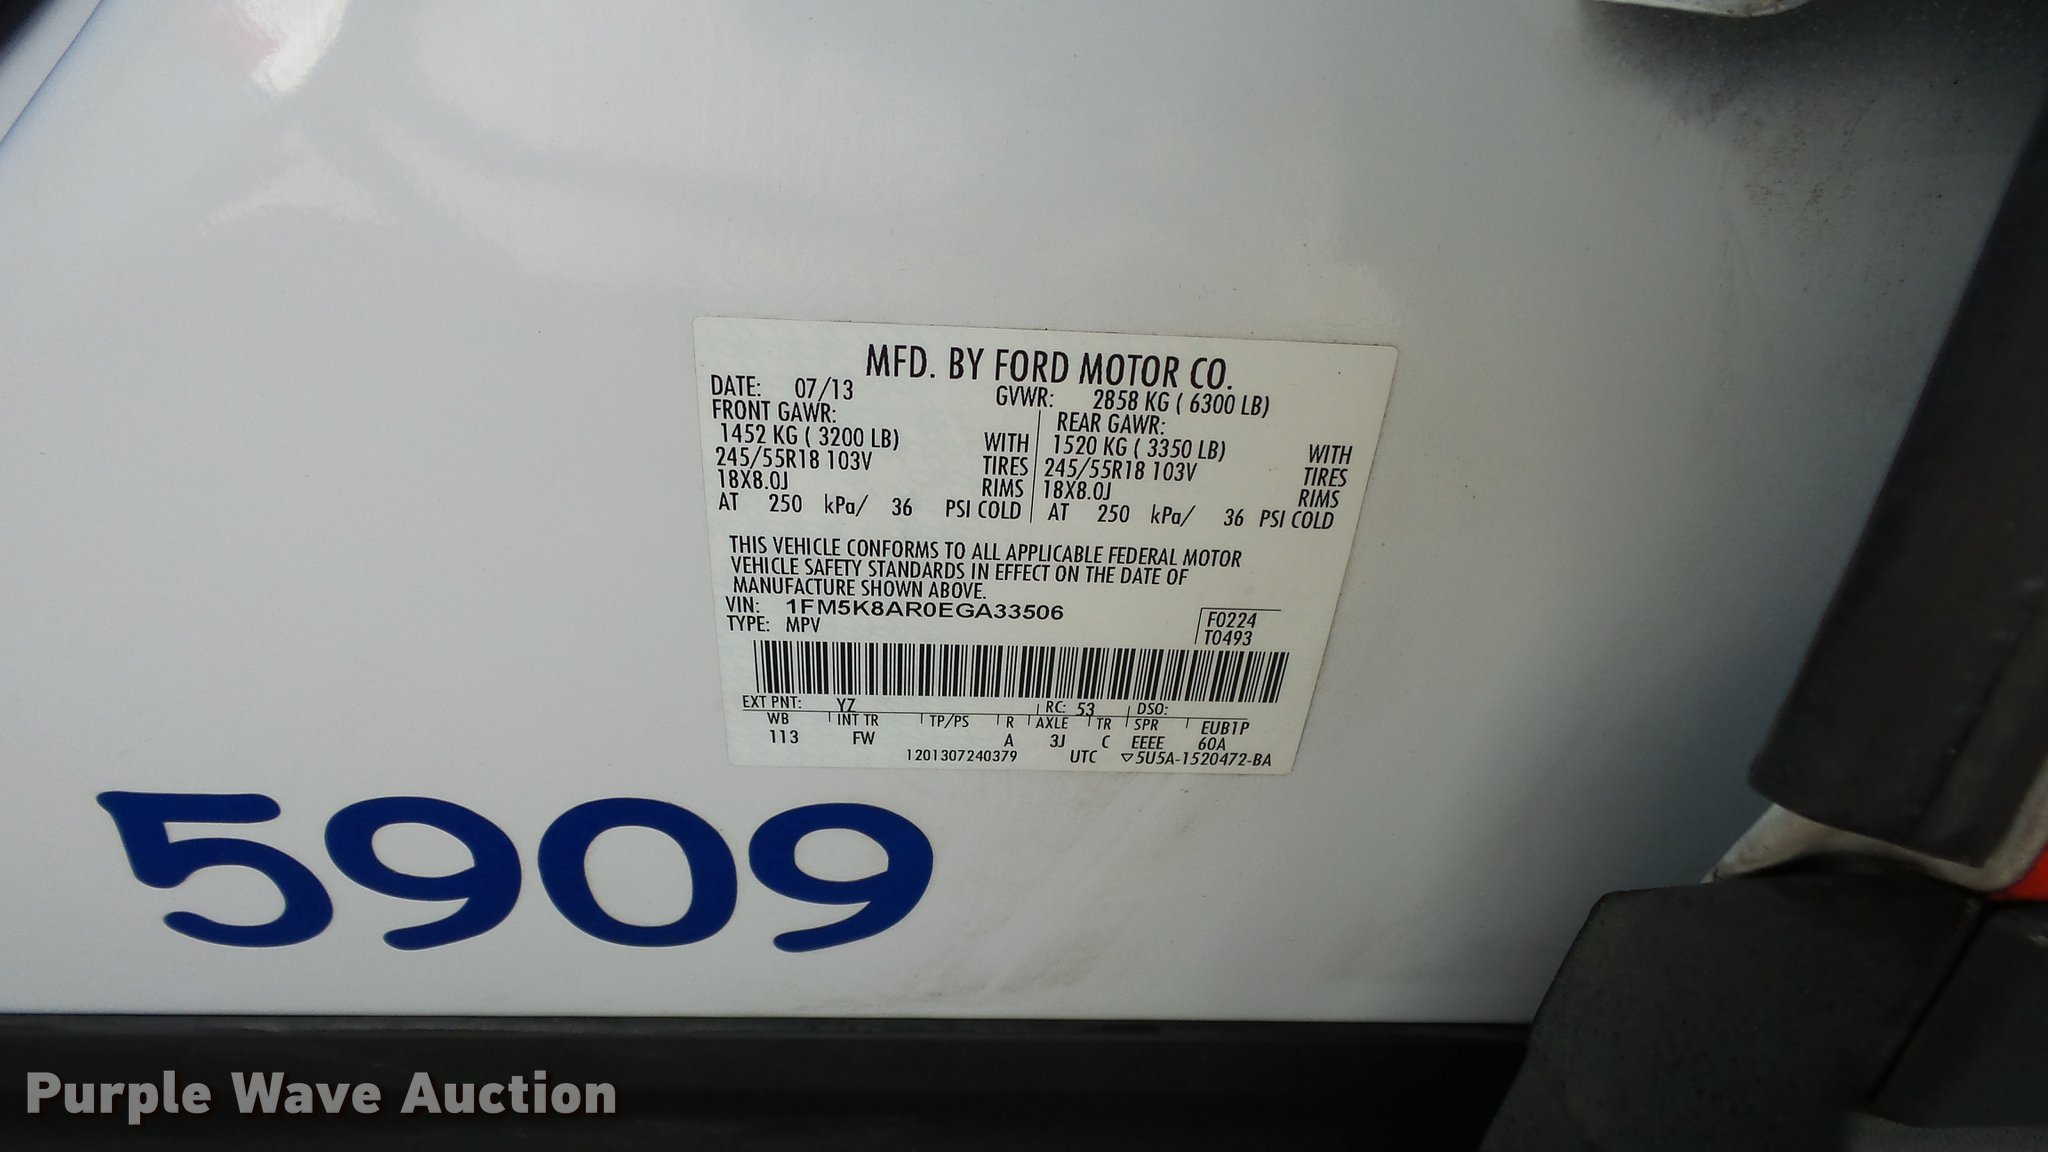 MFD. BY FORD MOTOR CO.
DATE: 07/13 GVWR: 2858 KG ( 6300 LB)
FRONT GAWR: REAR GAWR:
1452 KG ( 3200 LB) WITH 1520 KG ( 3350 LB) WITH
245/55R18 103V TIRES 245/55R18 103V TIRES
18X8.0J RIMS 18X8.0J RIMS
AT 250 kPa/ 36 PSI COLD AT 250 kPa/ 36 PSI COLD
THIS VEHICLE CONFORMS TO ALL APPLICABLE FEDERAL MOTOR
VEHICLE SAFETY STANDARDS IN EFFECT ON THE DATE OF
MANUFACTURE SHOWN ABOVE.
VIN: 1FM5K8AR0EGA33506 F0224
TYPE: MPV T0493
EXT PNT: YZ RC: 53 DSO:
WB INT TR TP/PS R AXLE TR SPR EUB1P
113 FW A 3J C EEEE 60A
1201307240379 UTC ▽5U5A-1520472-BA
5909
Purple Wave Auction